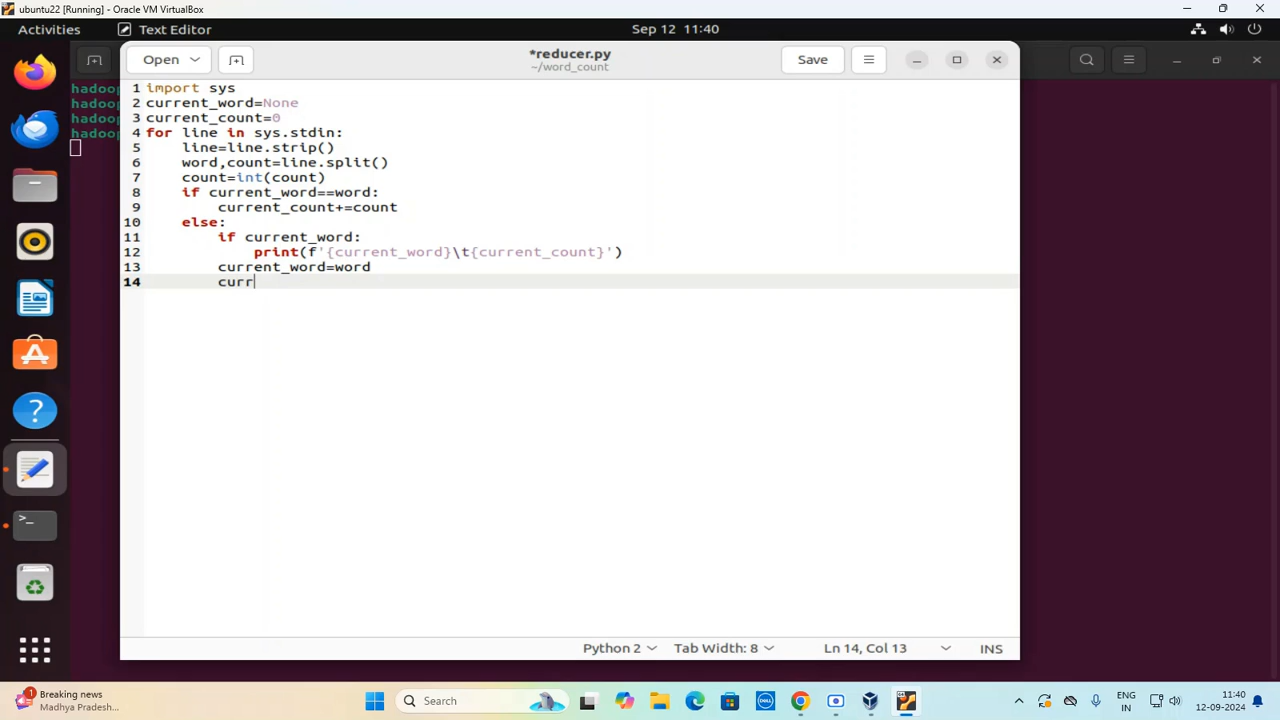 ubuntu22 [Running] - Oracle VM VirtualBox
Activities
Text Editor
Sep 12 11:40
Open
*reducer.py
~/word_count
Save
hadoop
hadoop
hadoop
hadoop
1 import sys
2 current_word=None
3 current_count=0
4 for line in sys.stdin:
5 line=line.strip()
6 word,count=line.split()
7 count=int(count)
8 if current_word==word:
9 current_count+=count
10 else:
11 if current_word:
12 print(f'{current_word}\t{current_count}')
13 current_word=word
14 curr
Python 2
Tab Width: 8
Ln 14, Col 13
INS
1
Breaking news
Madhya Pradesh...
Search
DELL
ENG
IN
11:40
12-09-2024